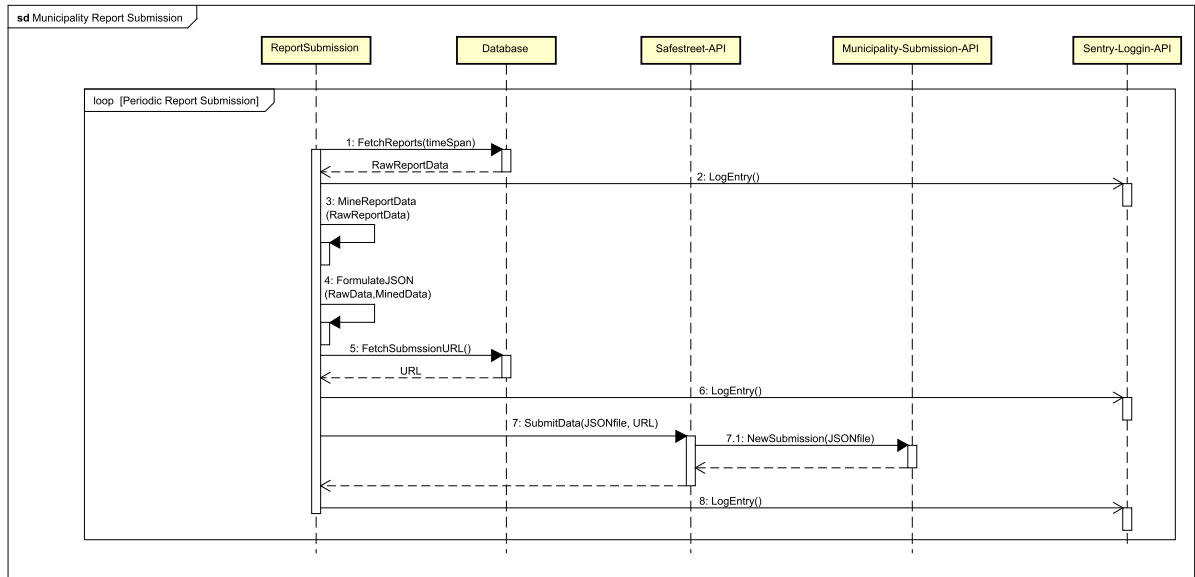 sd Municipality Report Submission
ReportSubmission
Database
Safestreet-API
Municipality-Submission-API
Sentry-Loggin-API
loop [Periodic Report Submission]
1: FetchReports(timeSpan)
RawReportData
2: LogEntry()
3: MineReportData
(RawReportData)
4: FormulateJSON
(RawData,MinedData)
5: FetchSubmssionURL()
URL
6: LogEntry()
7: SubmitData(JSONfile, URL)
7.1: NewSubmission(JSONfile)
8: LogEntry()